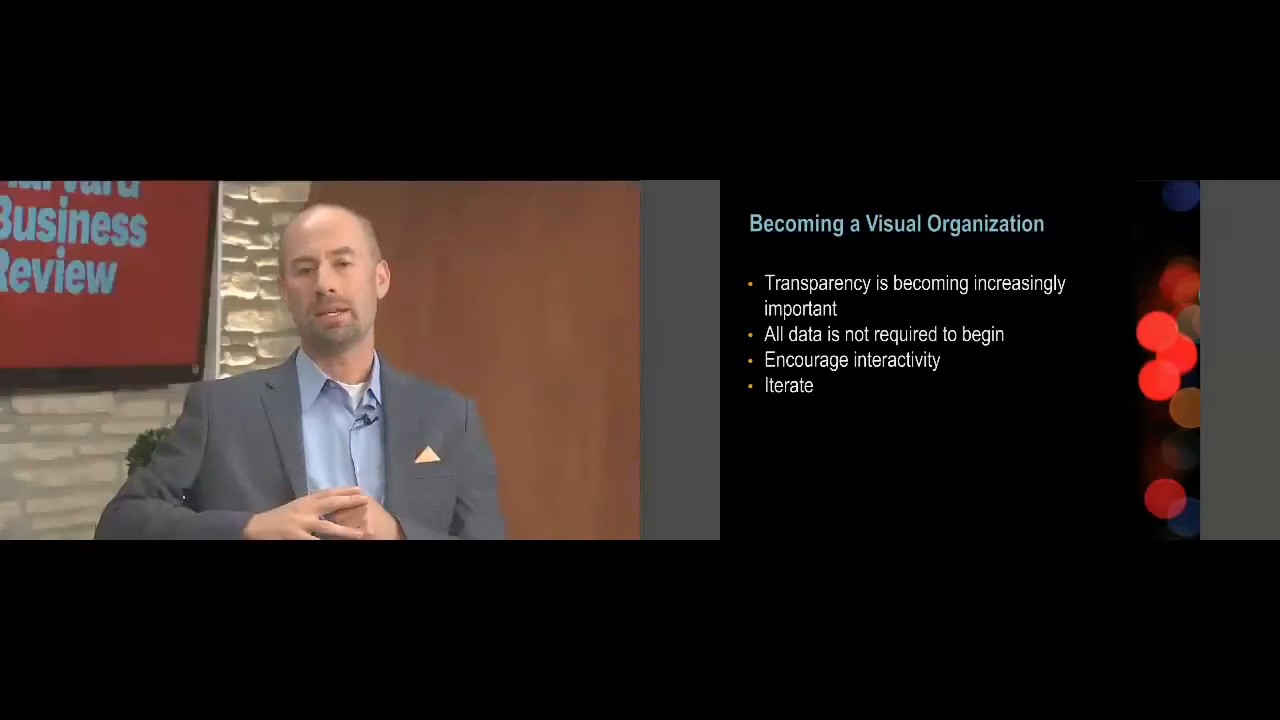 Business
Review
Becoming a Visual Organization
• Transparency is becoming increasingly
important
• All data is not required to begin
• Encourage interactivity
• Iterate